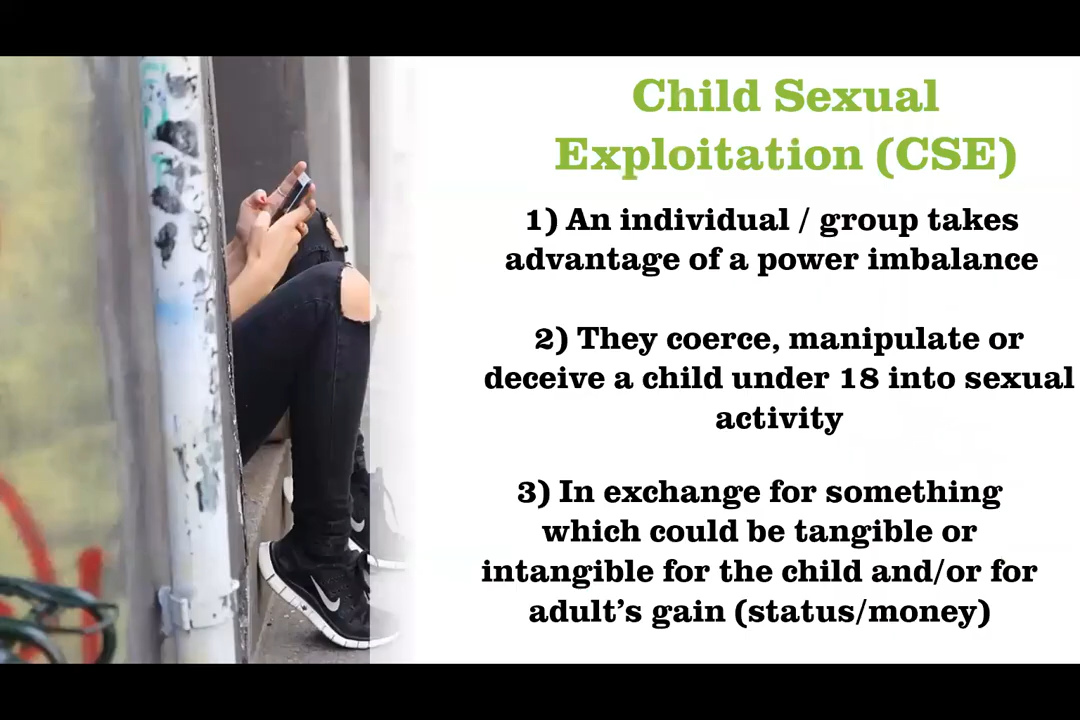 Child Sexual
Exploitation (CSE)
1) An individual / group takes
advantage of a power imbalance
2) They coerce, manipulate or
deceive a child under 18 into sexual
activity
3) In exchange for something
which could be tangible or
intangible for the child and/or for
adult’s gain (status/money)